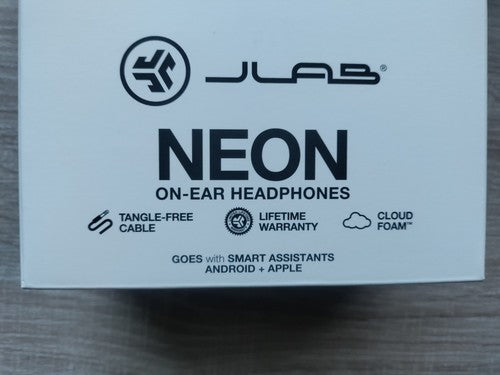 JLAB®
NEON
ON-EAR HEADPHONES
TANGLE-FREE
CABLE
LIFETIME
WARRANTY
CLOUD
FOAM™
GOES with SMART ASSISTANTS
ANDROID + APPLE